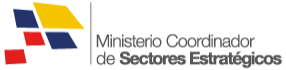 Ministerio Coordinador
de Sectores Estratégicos